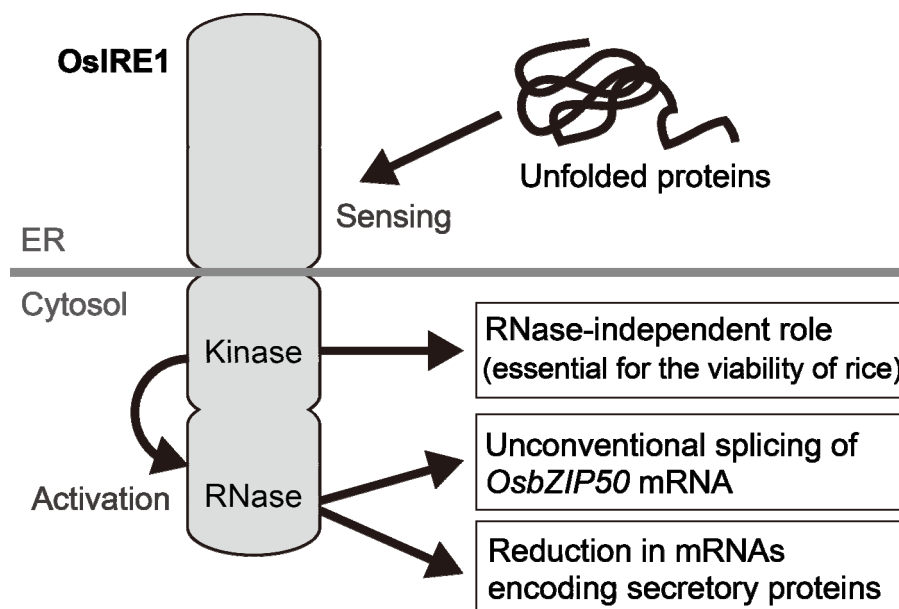 OsIRE1
Unfolded proteins
Sensing
ER
Cytosol
Kinase
RNase-independent role
(essential for the viability of rice)
Activation
RNase
Unconventional splicing of
OsbZIP50 mRNA
Reduction in mRNAs
encoding secretory proteins